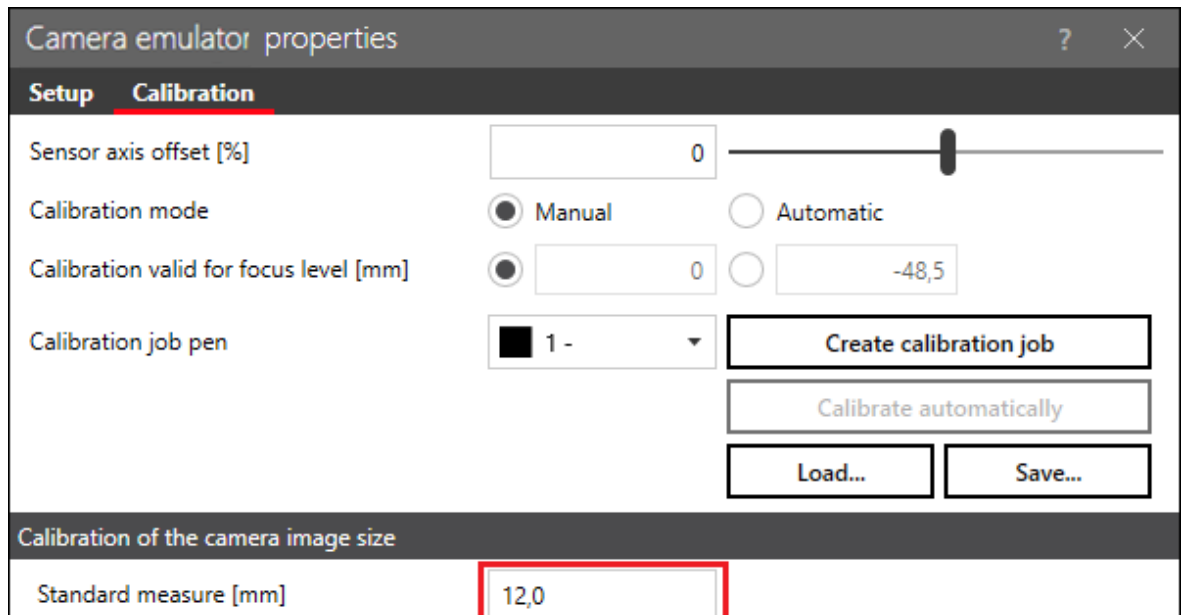 Camera emulator properties ?
Setup Calibration
Sensor axis offset [%] 0
Calibration mode Manual Automatic
Calibration valid for focus level [mm] 0 -48,5
Calibration job pen 1 - Create calibration job
Calibrate automatically
Load... Save...
Calibration of the camera image size
Standard measure [mm] 12,0